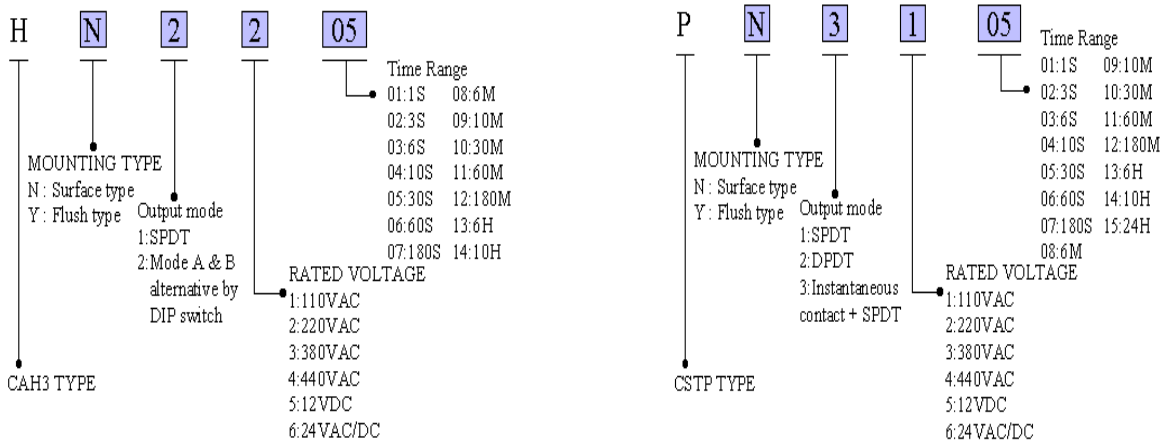 H N 2 2 05
Time Range
01:1S 08:6M
02:3S 09:10M
03:6S 10:30M
04:10S 11:60M
05:30S 12:180M
06:60S 13:6H
07:180S 14:10H
MOUNTING TYPE
N : Surface type
Y : Flush type
Output mode
1:SPDT
2:Mode A & B
alternative by
DIP switch
RATED VOLTAGE
1:110VAC
2:220VAC
3:380VAC
4:440VAC
5:12VDC
6:24VAC/DC
CAH3 TYPE
P N 3 1 05
Time Range
01:1S 09:10M
02:3S 10:30M
03:6S 11:60M
04:10S 12:180M
05:30S 13:6H
06:60S 14:10H
07:180S 15:24H
08:6M
MOUNTING TYPE
N : Surface type
Y : Flush type
Output mode
1:SPDT
2:DPDT
3:Instantaneous
contact + SPDT
RATED VOLTAGE
1:110VAC
2:220VAC
3:380VAC
4:440VAC
5:12VDC
6:24VAC/DC
CSTP TYPE